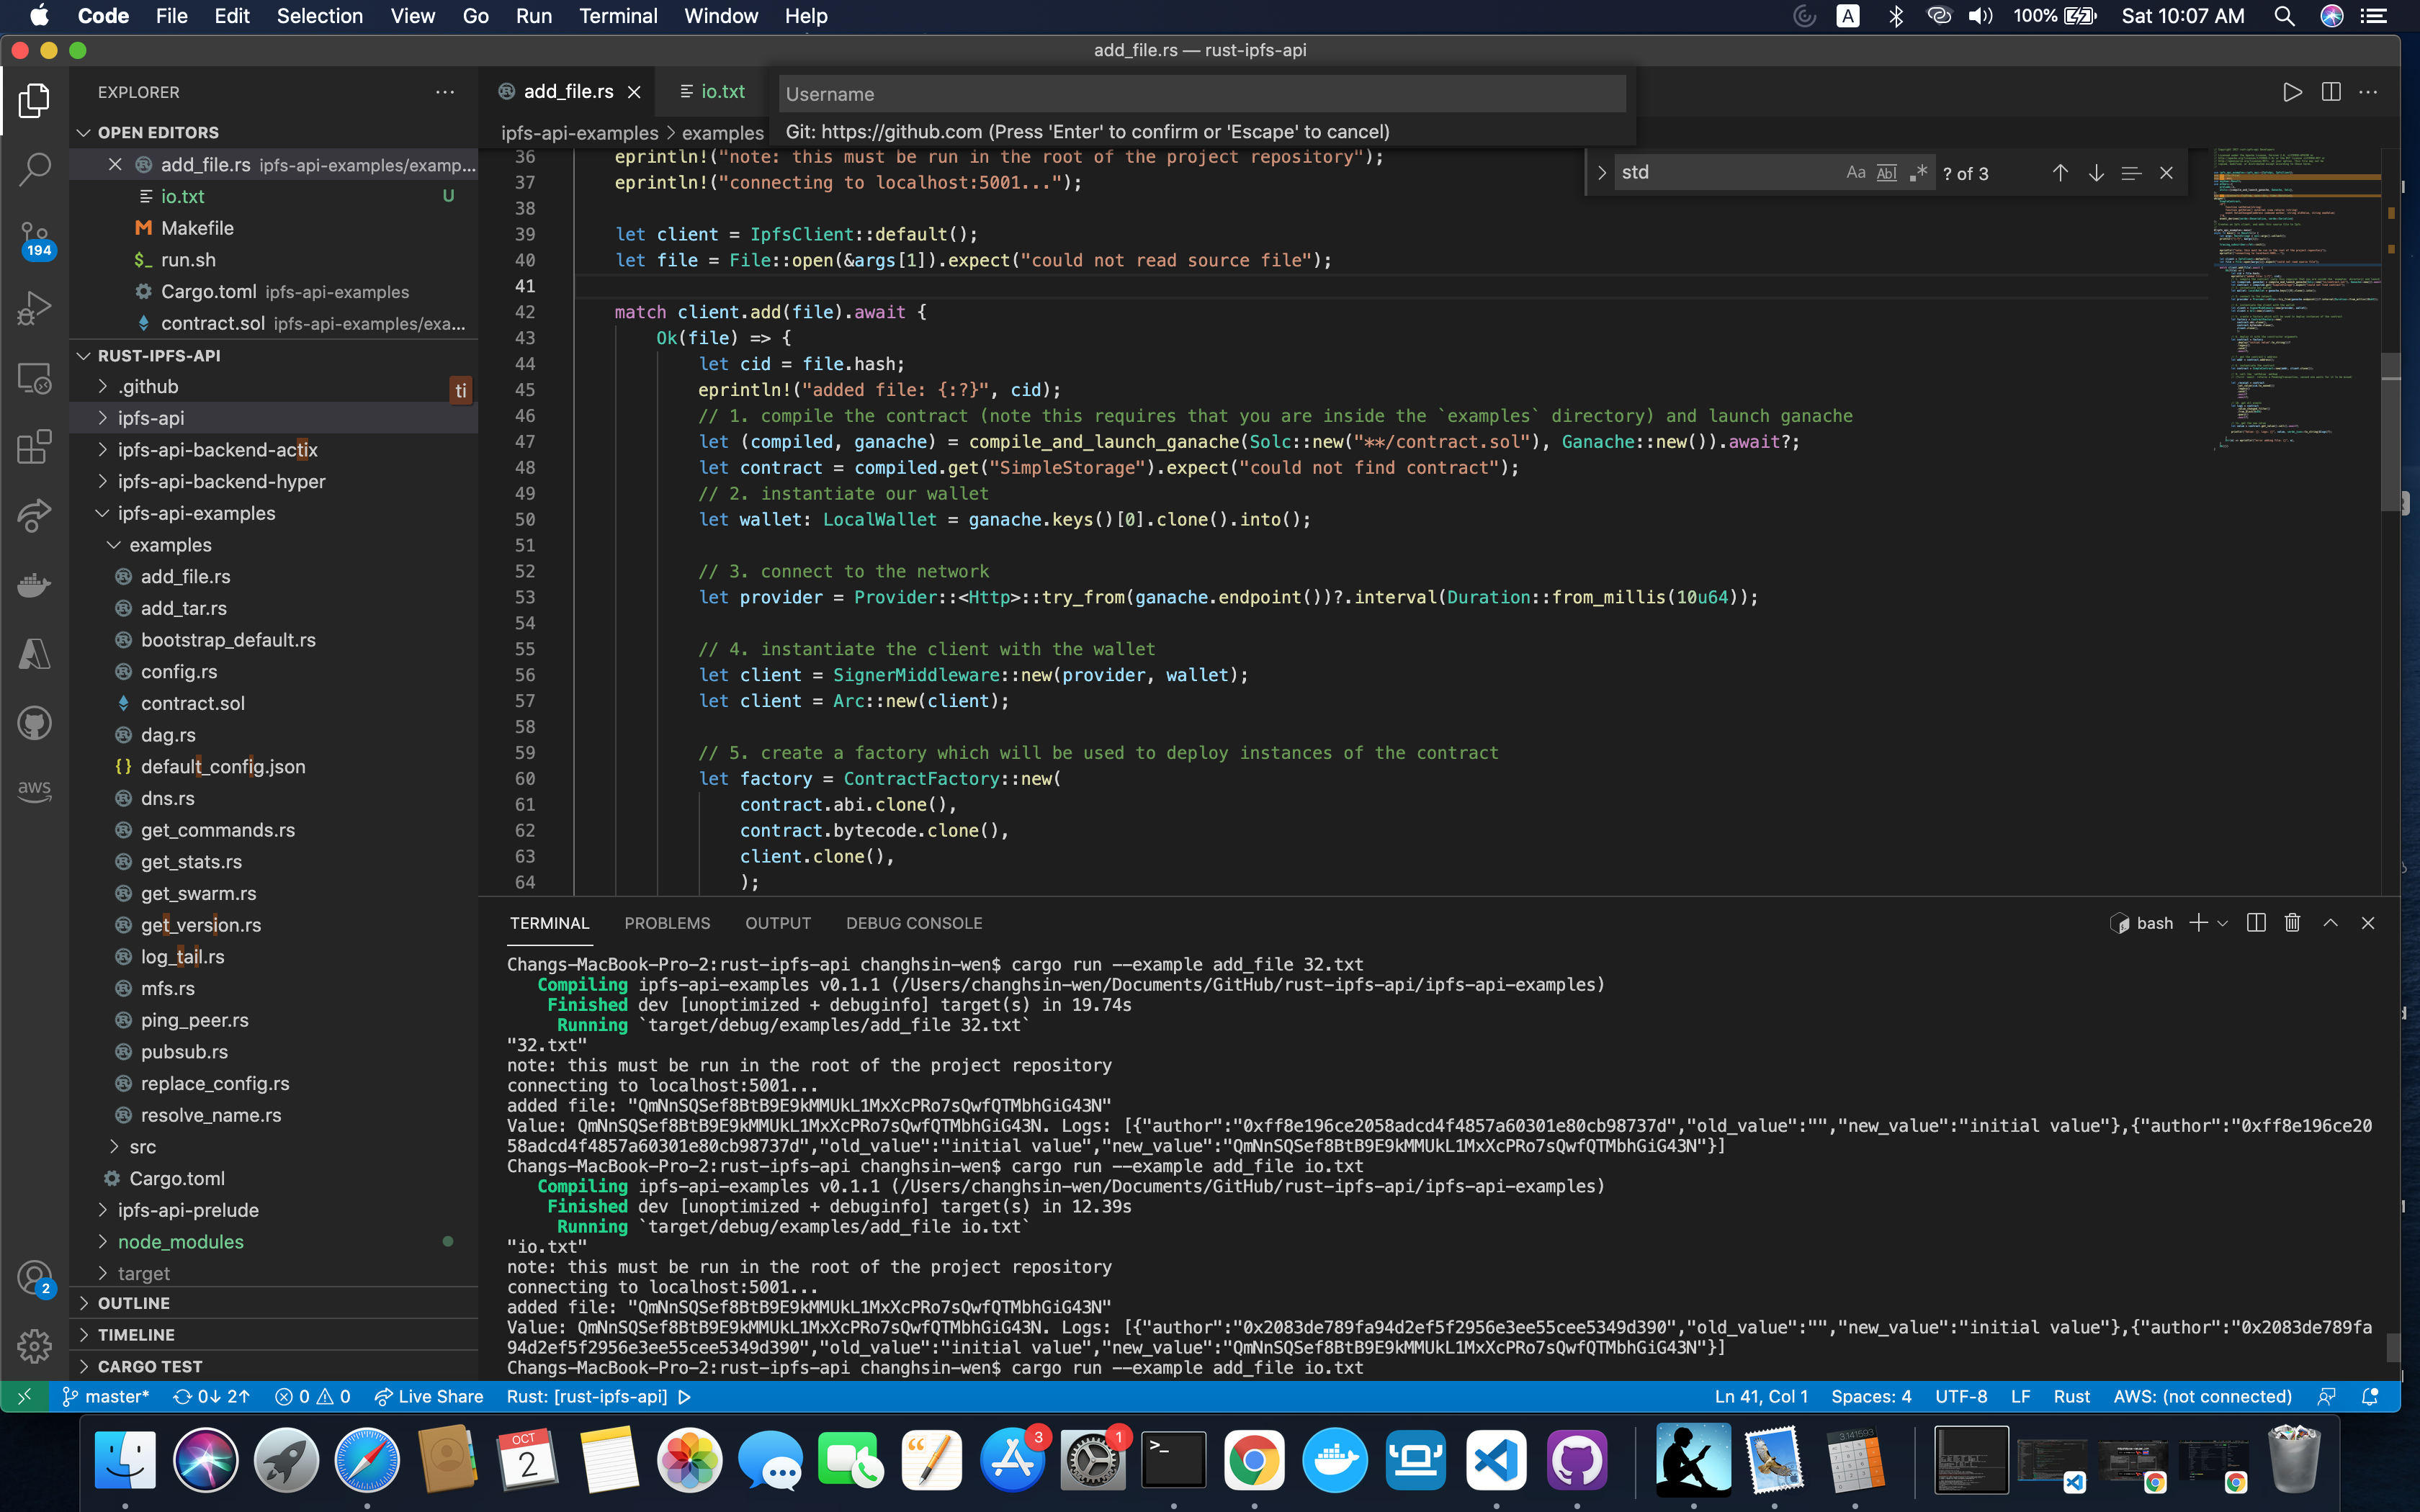 Code File Edit Selection View Go Run Terminal Window Help
A 100% Sat 10:07 AM
add_file.rs — rust-ipfs-api
EXPLORER
OPEN EDITORS
add_file.rs ipfs-api-examples/examp...
io.txt U
Makefile
run.sh
Cargo.toml ipfs-api-examples
contract.sol ipfs-api-examples/exa...
RUST-IPFS-API
.github
ti
ipfs-api
ipfs-api-backend-actix
ipfs-api-backend-hyper
ipfs-api-examples
examples
add_file.rs
add_tar.rs
bootstrap_default.rs
config.rs
contract.sol
dag.rs
default_config.json
dns.rs
get_commands.rs
get_stats.rs
get_swarm.rs
get_version.rs
log_tail.rs
mfs.rs
ping_peer.rs
pubsub.rs
replace_config.rs
resolve_name.rs
src
Cargo.toml
ipfs-api-prelude
node_modules
target
OUTLINE
TIMELINE
CARGO TEST
194
aws
2
add_file.rs io.txt
Username
Git: https://github.com (Press 'Enter' to confirm or 'Escape' to cancel)
ipfs-api-examples > examples
std Aa Abl .* ? of 3
36 eprintln!("note: this must be run in the root of the project repository");
37 eprintln!("connecting to localhost:5001...");
38
39 let client = IpfsClient::default();
40 let file = File::open(&args[1]).expect("could not read source file");
41
42 match client.add(file).await {
43 Ok(file) => {
44 let cid = file.hash;
45 eprintln!("added file: {:?}", cid);
46 // 1. compile the contract (note this requires that you are inside the `examples` directory) and launch ganache
47 let (compiled, ganache) = compile_and_launch_ganache(Solc::new("**/contract.sol"), Ganache::new()).await?;
48 let contract = compiled.get("SimpleStorage").expect("could not find contract");
49 // 2. instantiate our wallet
50 let wallet: LocalWallet = ganache.keys()[0].clone().into();
51
52 // 3. connect to the network
53 let provider = Provider::<Http>::try_from(ganache.endpoint())?.interval(Duration::from_millis(10u64));
54
55 // 4. instantiate the client with the wallet
56 let client = SignerMiddleware::new(provider, wallet);
57 let client = Arc::new(client);
58
59 // 5. create a factory which will be used to deploy instances of the contract
60 let factory = ContractFactory::new(
61 contract.abi.clone(),
62 contract.bytecode.clone(),
63 client.clone(),
64 );
TERMINAL PROBLEMS OUTPUT DEBUG CONSOLE
bash
Changs-MacBook-Pro-2:rust-ipfs-api changhsin-wen$ cargo run --example add_file 32.txt
Compiling ipfs-api-examples v0.1.1 (/Users/changhsin-wen/Documents/GitHub/rust-ipfs-api/ipfs-api-examples)
Finished dev [unoptimized + debuginfo] target(s) in 19.74s
Running `target/debug/examples/add_file 32.txt`
"32.txt"
note: this must be run in the root of the project repository
connecting to localhost:5001...
added file: "QmNnSQSef8BtB9E9kMMUkL1MxXcPRo7sQwfQTMbhGiG43N"
Value: QmNnSQSef8BtB9E9kMMUkL1MxXcPRo7sQwfQTMbhGiG43N. Logs: [{"author":"0xff8e196ce2058adcd4f4857a60301e80cb98737d","old_value":"","new_value":"initial value"},{"author":"0xff8e196ce20
58adcd4f4857a60301e80cb98737d","old_value":"initial value","new_value":"QmNnSQSef8BtB9E9kMMUkL1MxXcPRo7sQwfQTMbhGiG43N"}]
Changs-MacBook-Pro-2:rust-ipfs-api changhsin-wen$ cargo run --example add_file io.txt
Compiling ipfs-api-examples v0.1.1 (/Users/changhsin-wen/Documents/GitHub/rust-ipfs-api/ipfs-api-examples)
Finished dev [unoptimized + debuginfo] target(s) in 12.39s
Running `target/debug/examples/add_file io.txt`
"io.txt"
note: this must be run in the root of the project repository
connecting to localhost:5001...
added file: "QmNnSQSef8BtB9E9kMMUkL1MxXcPRo7sQwfQTMbhGiG43N"
Value: QmNnSQSef8BtB9E9kMMUkL1MxXcPRo7sQwfQTMbhGiG43N. Logs: [{"author":"0x2083de789fa94d2ef5f2956e3ee55cee5349d390","old_value":"","new_value":"initial value"},{"author":"0x2083de789fa
94d2ef5f2956e3ee55cee5349d390","old_value":"initial value","new_value":"QmNnSQSef8BtB9E9kMMUkL1MxXcPRo7sQwfQTMbhGiG43N"}]
Changs-MacBook-Pro-2:rust-ipfs-api changhsin-wen$ cargo run --example add_file io.txt
master* 0↓ 2↑ 0 0 Live Share Rust: [rust-ipfs-api] Ln 41, Col 1 Spaces: 4 UTF-8 LF Rust AWS: (not connected)
OCT
2
3
1
3.141593